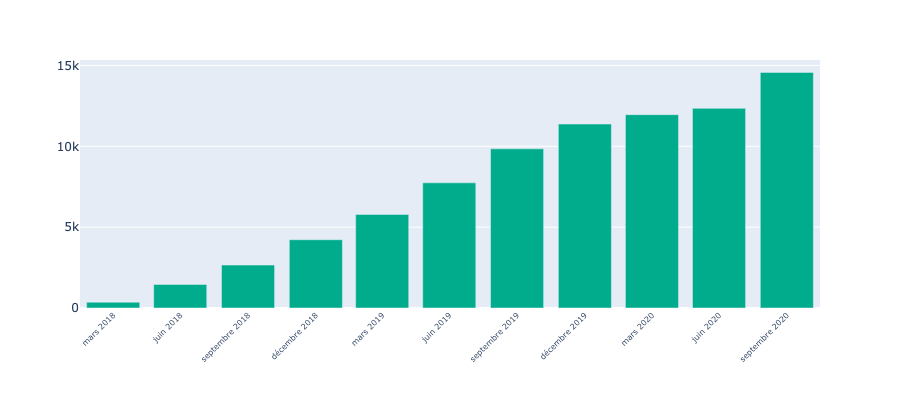 15k
10k
5k
0
mars 2018
juin 2018
septembre 2018
décembre 2018
mars 2019
juin 2019
septembre 2019
décembre 2019
mars 2020
juin 2020
septembre 2020